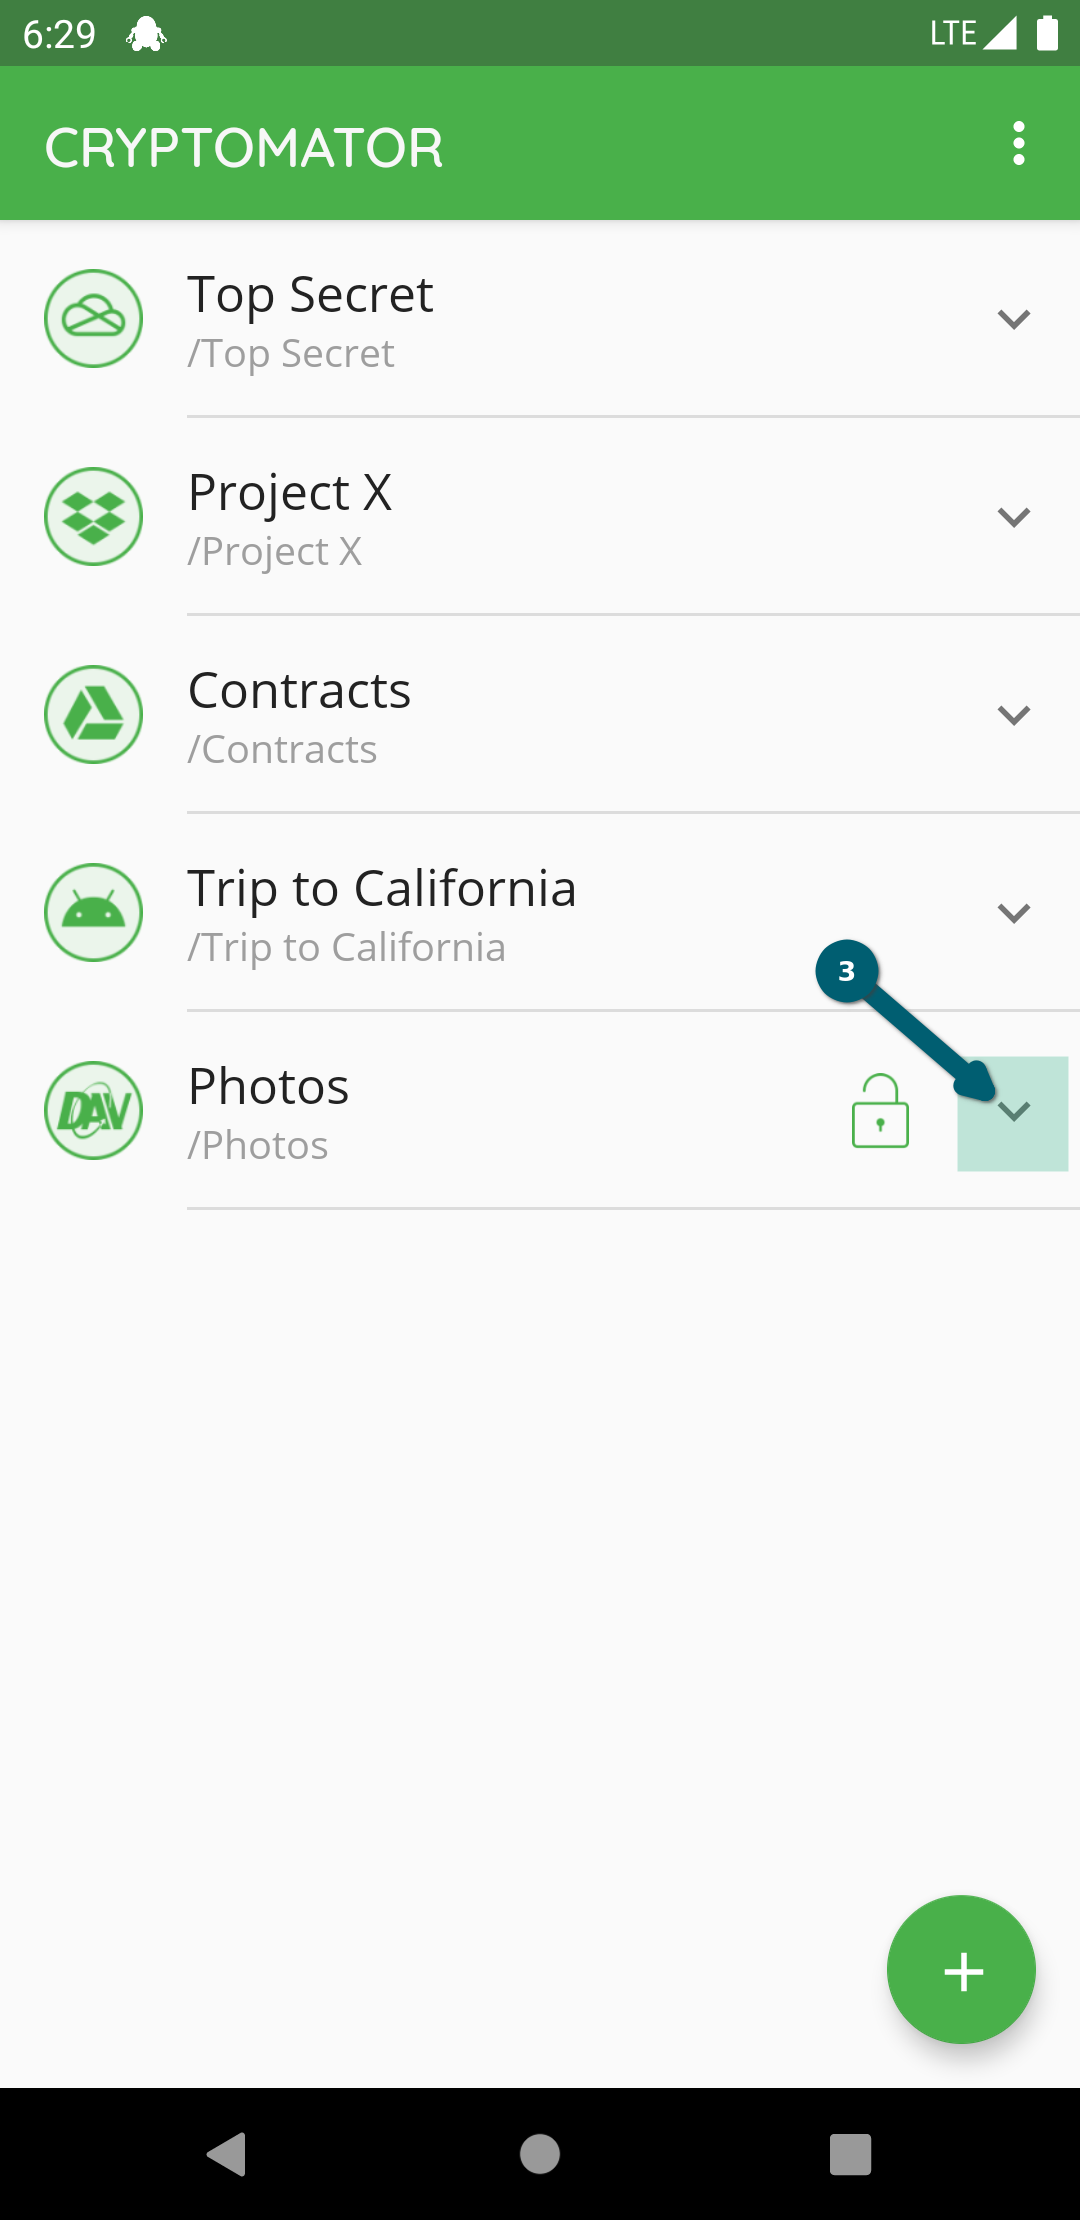 6:29 LTE
CRYPTOMATOR
Top Secret
/Top Secret
Project X
/Project X
Contracts
/Contracts
Trip to California
/Trip to California
3
DAV
Photos
/Photos